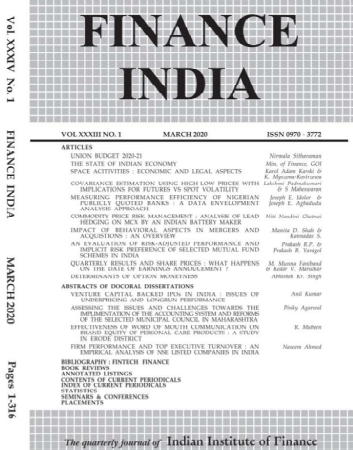 Vol. XXXIV No. 1
FINANCE INDIA
MARCH 2020
Pages 1-316
FINANCE
INDIA
VOL XXXIII NO. 1
MARCH 2020
ISSN 0970 - 3772
ARTICLES
UNION BUDGET 2020-21
Nirmala Sitharaman
THE STATE OF INDIAN ECONOMY
Min. of Finance, GOI
SPACE ACTIVITIES : ECONOMIC AND LEGAL ASPECTS
Karol Adam Karski &
COVARIANCE ESTIMATION USING HIGH LOW PRICES WITH
IMPLICATIONS FOR FUTURES VS SPOT VOLATILITY
& S Maheswaran
MEASURING PERFORMANCE EFFICIENCY OF NIGERIAN
PUBLICLY QUOTED BANKS : A DATA ENVELOPMENT
ANALYSIS APPROACH
COMMODITY PRICE RISK MANAGEMENT : ANALYSIS OF LEAD
HEDGING ON MCX BY AN INDIAN BATTERY MAKER
IMPACT OF BEHAVIORAL ASPECTS IN MERGERS AND
ACQUISITIONS : AN OVERVIEW
AN EVALUATION OF RISK-ADJUSTED PERFORMANCE AND
IMPLICIT RISK PREFERENCE OF SELECTED MUTUAL FUND
SCHEMES IN INDIA
QUARTERLY RESULTS AND SHARE PRICES : WHAT HAPPENS
ON THE DATE OF EARNINGS ANNOUCEMENT ?
DETERMINANTS OF OPTION MONEYNESS
ABSTRACTS OF DOCORAL DISSERTATIONS
VENTURE CAPITAL BACKED IPOs IN INDIA : ISSUES OF
UNDERPRICING AND LONGRUN PERFORMANCE
Anil Kumar
ASSESSING THE ISSUES AND CHALLENGES TOWARDS THE
IMPLIMENTATION OF THE ACCOUNTING SYSTEM AND REFORMS
OF THE SELECTED MUNICIPAL COUNCIL IN MAHARASHTRA
Pinky Agarwal
EFFECTIVENESS OF WORD OF MOUTH COMMUNICATION ON
BRAND EQUITY OF PERSONAL CARE PRODUCTS : A STUDY
IN ERODE DISTRICT
FIRM PERFORMANCE AND TOP EXECUTIVE TURNOVER : AN
EMPIRICAL ANALYSIS OF NSE LISTED COMPANIES IN INDIA
Naseem Ahmed
BIBLIOGRAPHY : FINTECH FINANCE
BOOK REVIEWS
ANNOTATED LISTINGS
CONTENTS OF CURRENT PERIODICALS
INDEX OF CURRENT PERIODICALS
STATISTICS
SEMINARS & CONFERENCES
PLACEMENTS
The quarterly journal of Indian Institute of Finance